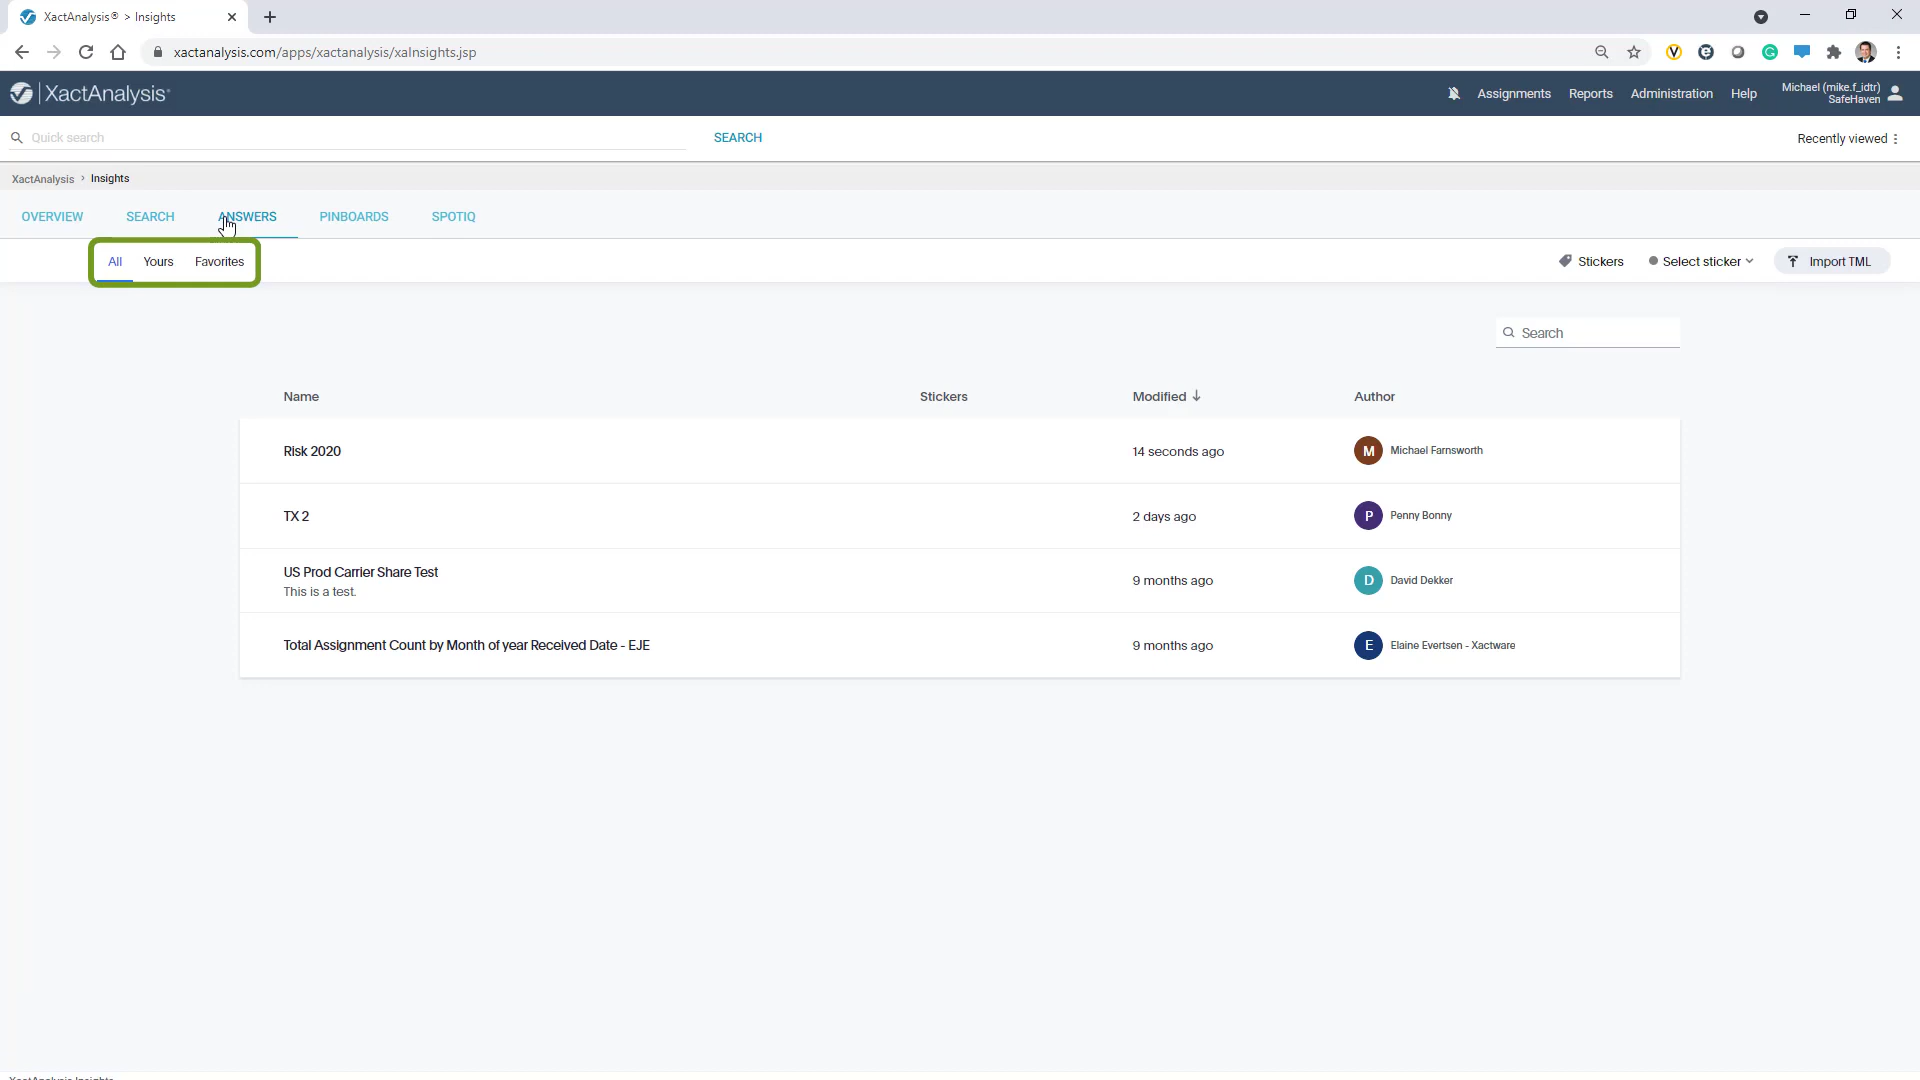 XactAnalysis® > Insights
xactanalysis.com/apps/xactanalysis/xaInsights.jsp
XactAnalysis
Assignments Reports Administration Help
Michael (mike.f_idtr)
SafeHaven
Quick search
SEARCH
Recently viewed
XactAnalysis › Insights
OVERVIEW SEARCH ANSWERS PINBOARDS SPOTIQ
All Yours Favorites
Stickers Select sticker Import TML
Search
Name Stickers Modified Author
Risk 2020 14 seconds ago M Michael Farnsworth
TX 2 2 days ago P Penny Bonny
US Prod Carrier Share Test
This is a test.
9 months ago D David Dekker
Total Assignment Count by Month of year Received Date - EJE 9 months ago E Elaine Evertsen - Xactware
XactAnalysis Insights